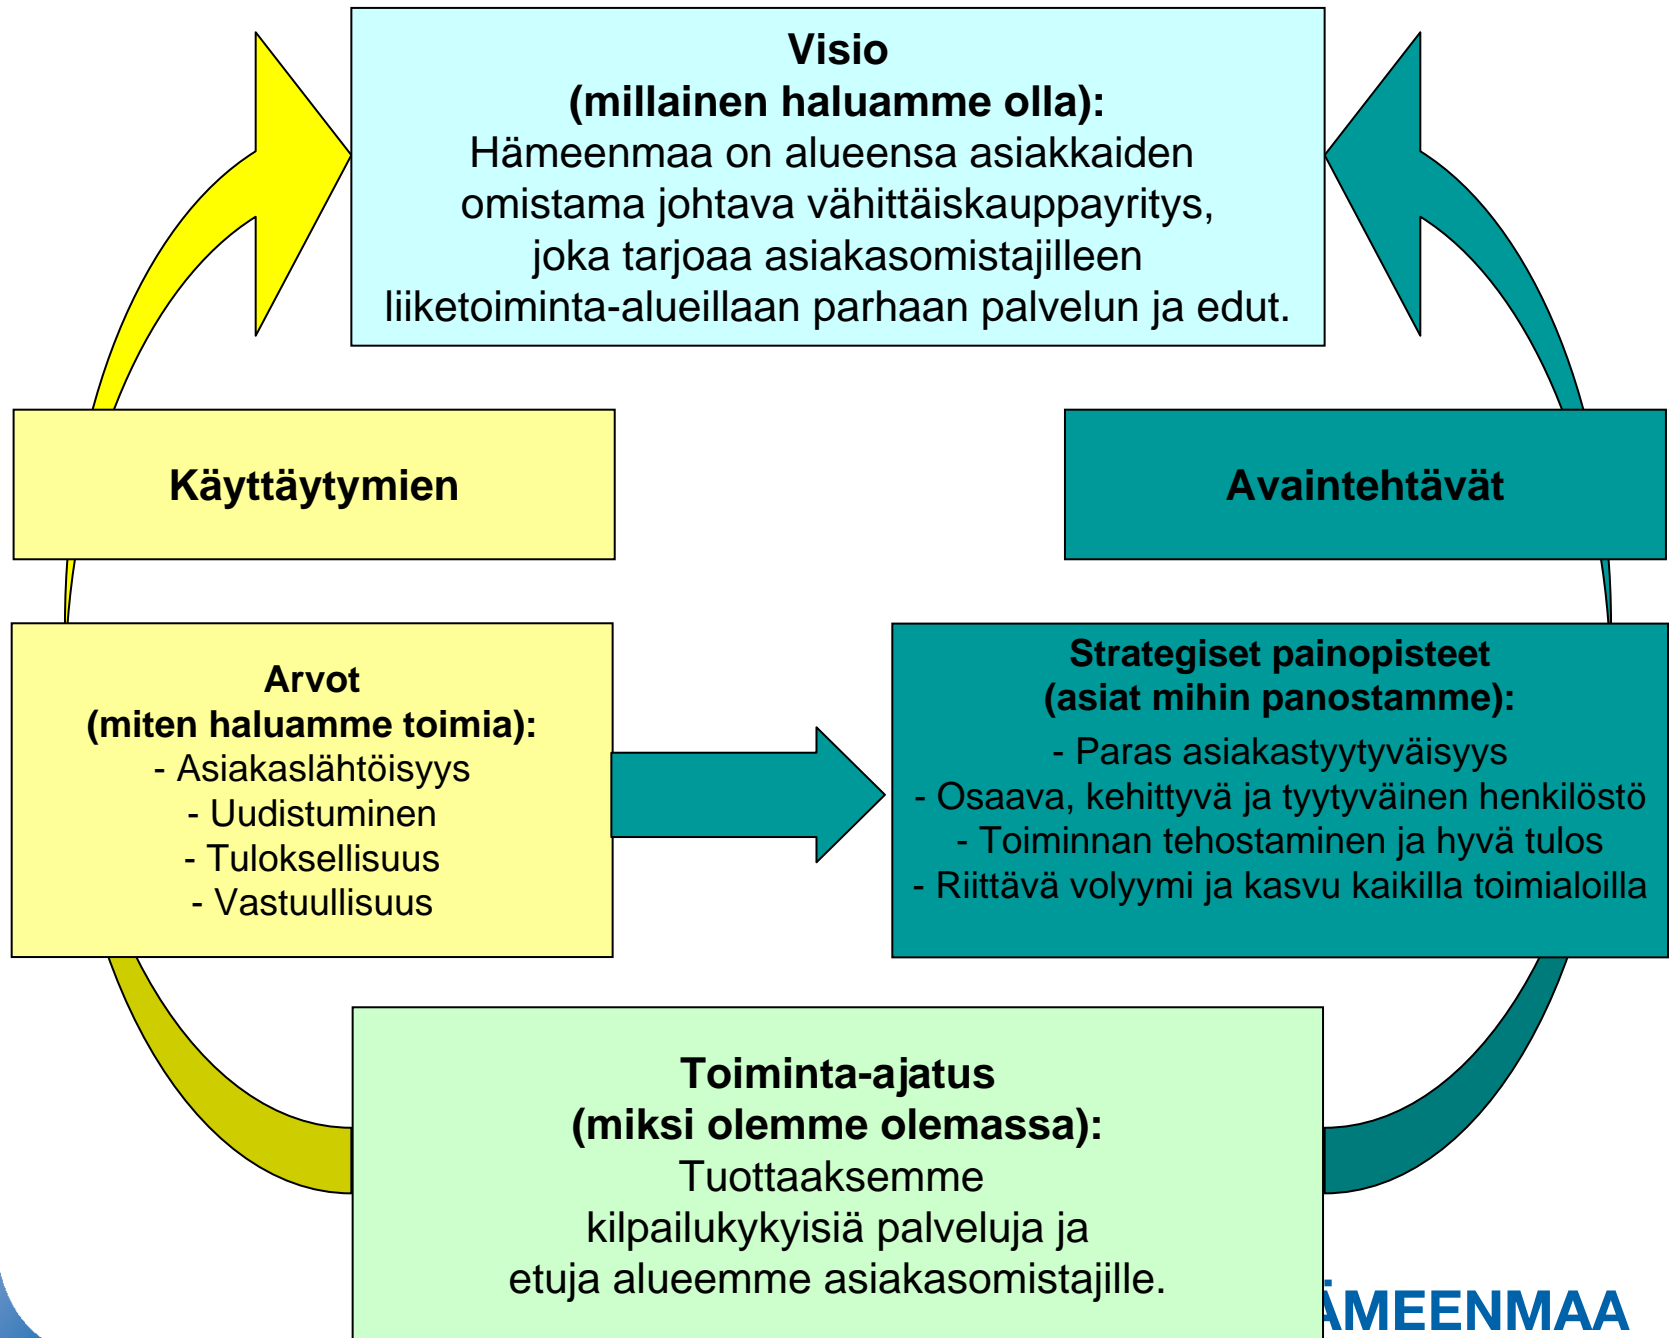 Visio
(millainen haluamme olla):
Hämeenmaa on alueensa asiakkaiden
omistama johtava vähittäiskauppayritys,
joka tarjoaa asiakasomistajilleen
liiketoiminta-alueillaan parhaan palvelun ja edut.
Käyttäytymien
Avaintehtävät
Arvot
(miten haluamme toimia):
- Asiakaslähtöisyys
- Uudistuminen
- Tuloksellisuus
- Vastuullisuus
Strategiset painopisteet
(asiat mihin panostamme):
- Paras asiakastyytyväisyys
- Osaava, kehittyvä ja tyytyväinen henkilöstö
- Toiminnan tehostaminen ja hyvä tulos
- Riittävä volyymi ja kasvu kaikilla toimialoilla
Toiminta-ajatus
(miksi olemme olemassa):
Tuottaaksemme
kilpailukykyisiä palveluja ja
etuja alueemme asiakasomistajille.
ÄMEENMAA